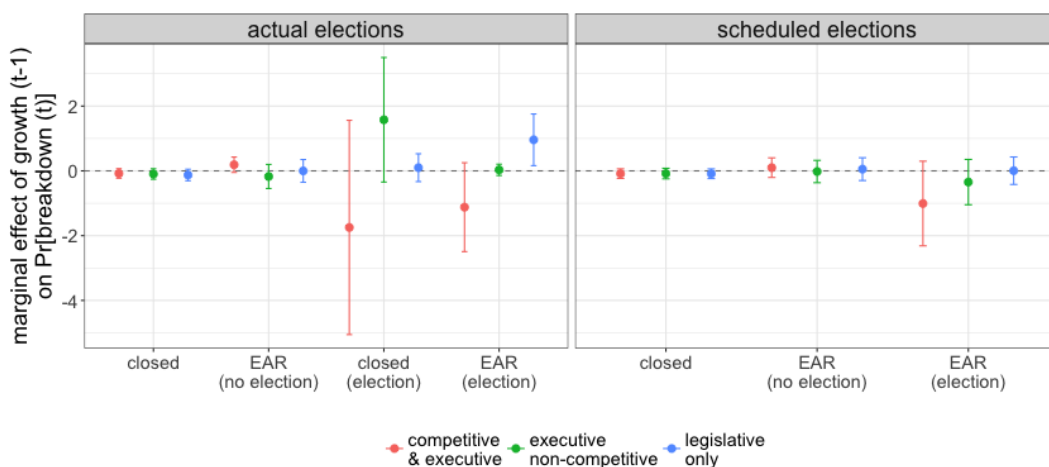 actual elections
scheduled elections
marginal effect of growth (t-1)
on Pr[breakdown (t)]
2
0
-2
-4
closed
EAR
(no election)
closed
(election)
EAR
(election)
closed
EAR
(no election)
EAR
(election)
competitive
& executive
executive
non-competitive
legislative
only